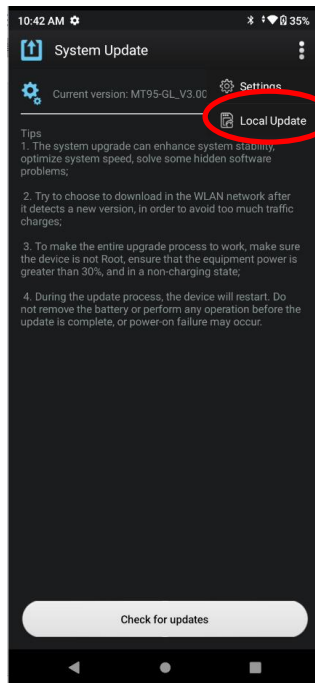 10:42 AM 35%
System Update
Settings
Current version: MT95-GL_V3.00
Local Update
Tips
1. The system upgrade can enhance system stability,
optimize system speed, solve some hidden software
problems;
2. Try to choose to download in the WLAN network after
it detects a new version, in order to avoid too much traffic
charges;
3. To make the entire upgrade process to work, make sure
the device is not Root, ensure that the equipment power is
greater than 30%, and in a non-charging state;
4. During the update process, the device will restart. Do
not remove the battery or perform any operation before the
update is complete, or power-on failure may occur.
Check for updates